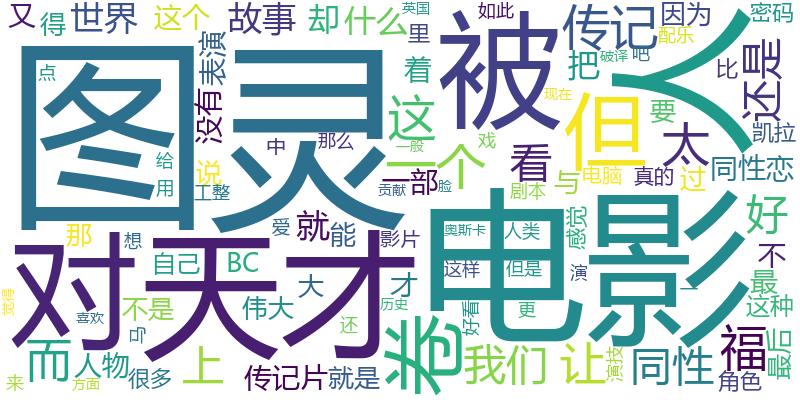 又
得
世界
这个
故事
却
什么
传记
因为
密码
英国
如此
配乐
里
破译
吧
点
图灵
没有
表演
着
这
被
人
把
比
还是
现在
要
但
太
凯拉
同性恋
给
用
说
工整
中
那么
一个
一般
戏
看
一部
贡献
脸
剧本
与
电脑
真的
过
那
想
爱
就
能
影片
奥斯卡
人类
感觉
好
不
对
天才
自己
BC
大
才
电影
这样
但是
演
最
这种
觉得
喜欢
不是
伟大
还
历史
卷
好看
更
一
福
最后
而
人物
与
很多
上
传记片
就是
我们
让
演技
同性
角色
来
方面